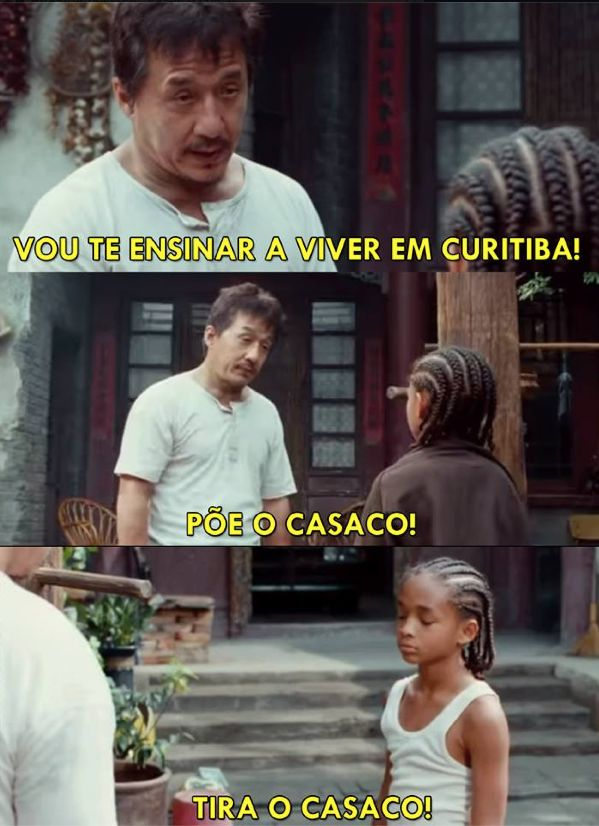 VOU TE ENSINAR A VIVER EM CURITIBA!
PÕE O CASACO!
TIRA O CASACO!